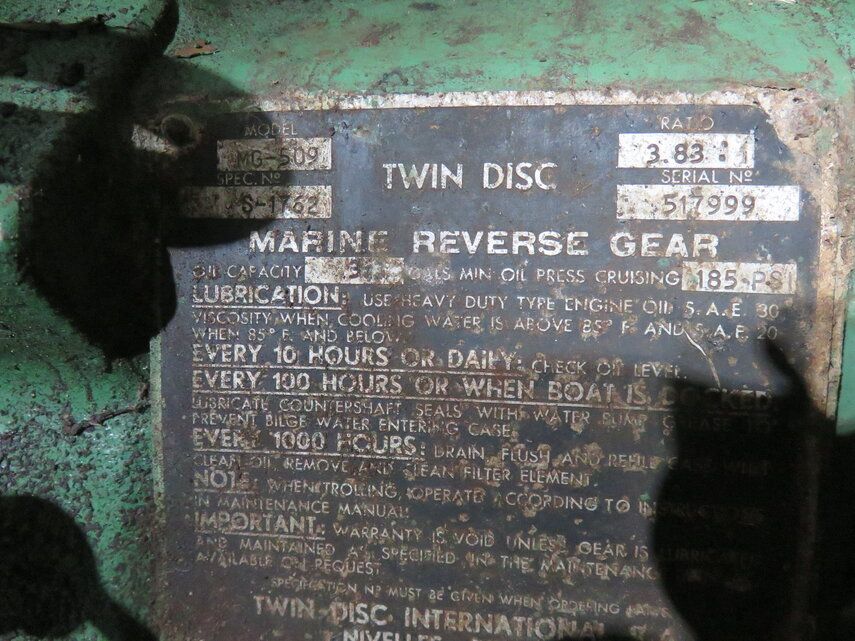 MODEL
RATIO
MG-509
3.83 : 1
TWIN DISC
SPEC. Nº
SERIAL Nº
S-1762
517999
MARINE REVERSE GEAR
OIL CAPACITY GALS. MIN OIL PRESS CRUISING 185 PSI
LUBRICATION: USE HEAVY DUTY TYPE ENGINE OIL S.A.E. 30
VISCOSITY WHEN COOLING WATER IS ABOVE 85° F. AND S.A.E. 20
WHEN 85° F. AND BELOW.
EVERY 10 HOURS OR DAILY: CHECK OIL LEVEL.
EVERY 100 HOURS OR WHEN BOAT IS DOCKED:
LUBRICATE COUNTERSHAFT SEALS WITH WATER PUMP GREASE TO
PREVENT BILGE WATER ENTERING CASE.
EVERY 1000 HOURS: DRAIN, FLUSH AND REFILL CASE WITH
CLEAN OIL, REMOVE AND CLEAN FILTER ELEMENT.
NOTE: WHEN TROLLING, OPERATE ACCORDING TO INSTRUCTIONS
IN MAINTENANCE MANUAL.
IMPORTANT: WARRANTY IS VOID UNLESS GEAR IS LUBRICATED
AND MAINTAINED AS SPECIFIED IN THE MAINTENANCE
AVAILABLE ON REQUEST
SPECIFICATION Nº MUST BE GIVEN WHEN ORDERING
TWIN DISC INTERNATIONAL
NIVELLES